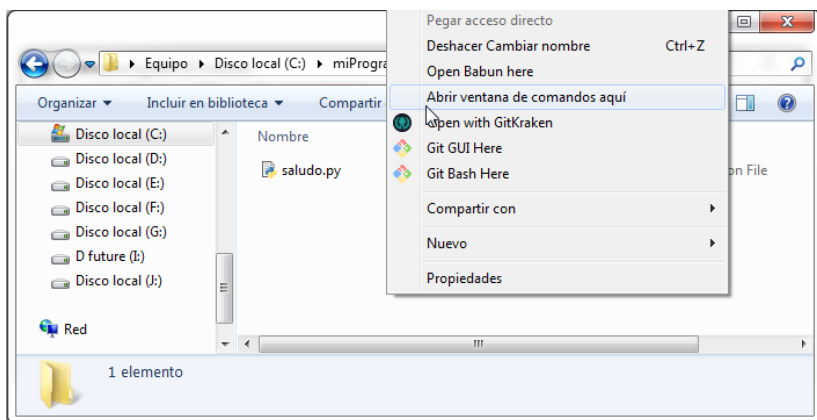 Pegar acceso directo
Deshacer Cambiar nombre Ctrl+Z
Open Babun here
Abrir ventana de comandos aquí
Open with GitKraken
Git GUI Here
Git Bash Here
Compartir con
Nuevo
Propiedades
Equipo Disco local (C:)
Organizar Incluir en biblioteca Compartir
Disco local (C:)
Disco local (D:)
Disco local (E:)
Disco local (F:)
Disco local (G:)
D future (I:)
Disco local (J:)
Red
Nombre
saludo.py
File
1 elemento